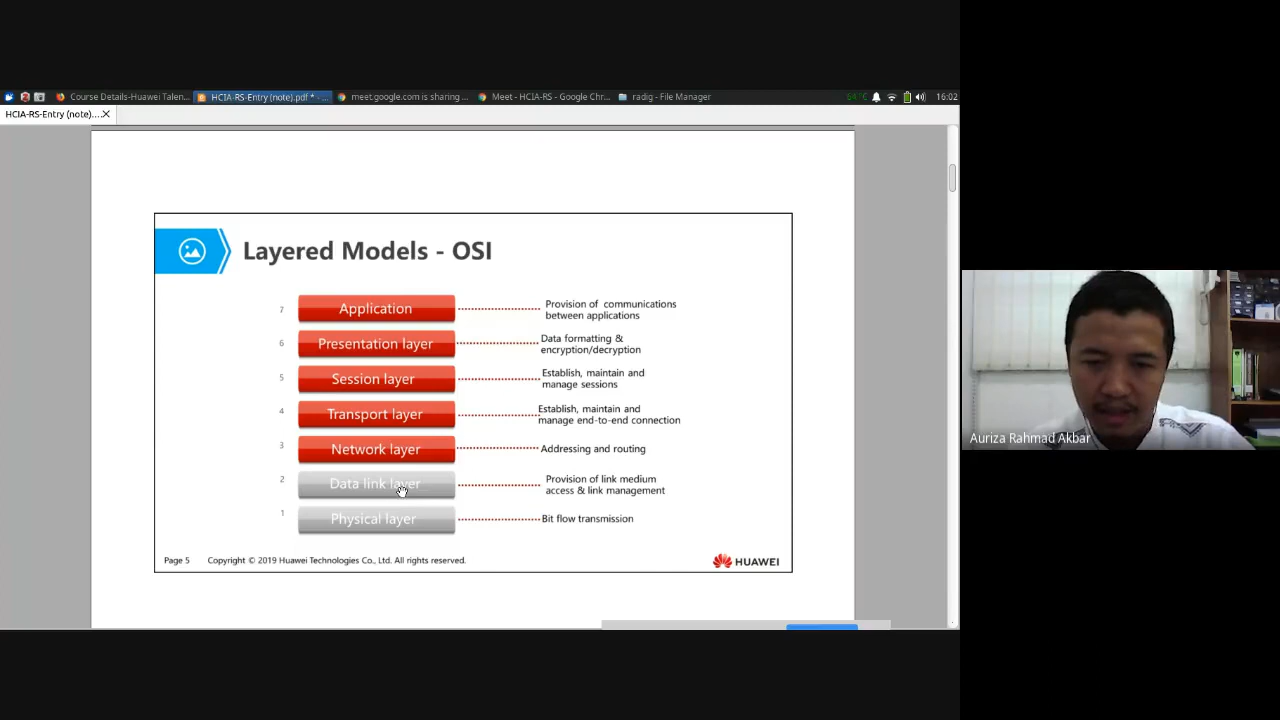 Course Details-Huawei Talen...
HCIA-RS-Entry (note).pdf * -...
meet.google.com is sharing ...
Meet - HCIA-RS - Google Chr...
radig - File Manager
64°C
16:02
HCIA-RS-Entry (note)....
Layered Models - OSI
7
Application
Provision of communications
between applications
6
Presentation layer
Data formatting &
encryption/decryption
5
Session layer
Establish, maintain and
manage sessions
4
Transport layer
Establish, maintain and
manage end-to-end connection
3
Network layer
Addressing and routing
2
Data link layer
Provision of link medium
access & link management
1
Physical layer
Bit flow transmission
Page 5
Copyright © 2019 Huawei Technologies Co., Ltd. All rights reserved.
HUAWEI
Auriza Rahmad Akbar